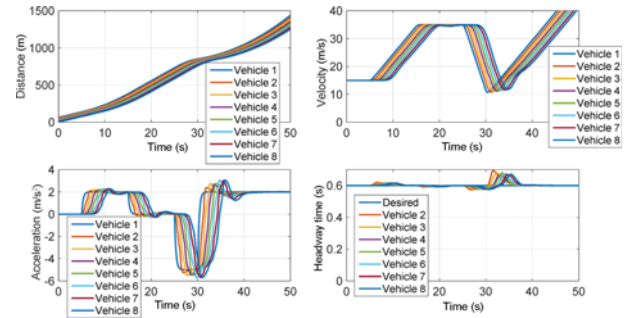 1500
1000
500
0
Distance (m)
0 10 20 30 40 50
Time (s)
Vehicle 1
Vehicle 2
Vehicle 3
Vehicle 4
Vehicle 5
Vehicle 6
Vehicle 7
Vehicle 8
40
30
20
10
0
Velocity (m/s)
0 10 20 30 40
Time (s)
Vehicle 1
Vehicle 2
Vehicle 3
Vehicle 4
Vehicle 5
Vehicle 6
Vehicle 7
Vehicle 8
4
2
0
-2
-4
-6
Acceleration (m/s²)
0 10 20 30 40 50
Time (s)
Vehicle 1
Vehicle 2
Vehicle 3
Vehicle 4
Vehicle 5
Vehicle 6
Vehicle 7
Vehicle 8
0.6
0.4
0.2
0
Headway time (s)
0 10 20 30 40 50
Time (s)
Desired
Vehicle 2
Vehicle 3
Vehicle 4
Vehicle 5
Vehicle 6
Vehicle 7
Vehicle 8